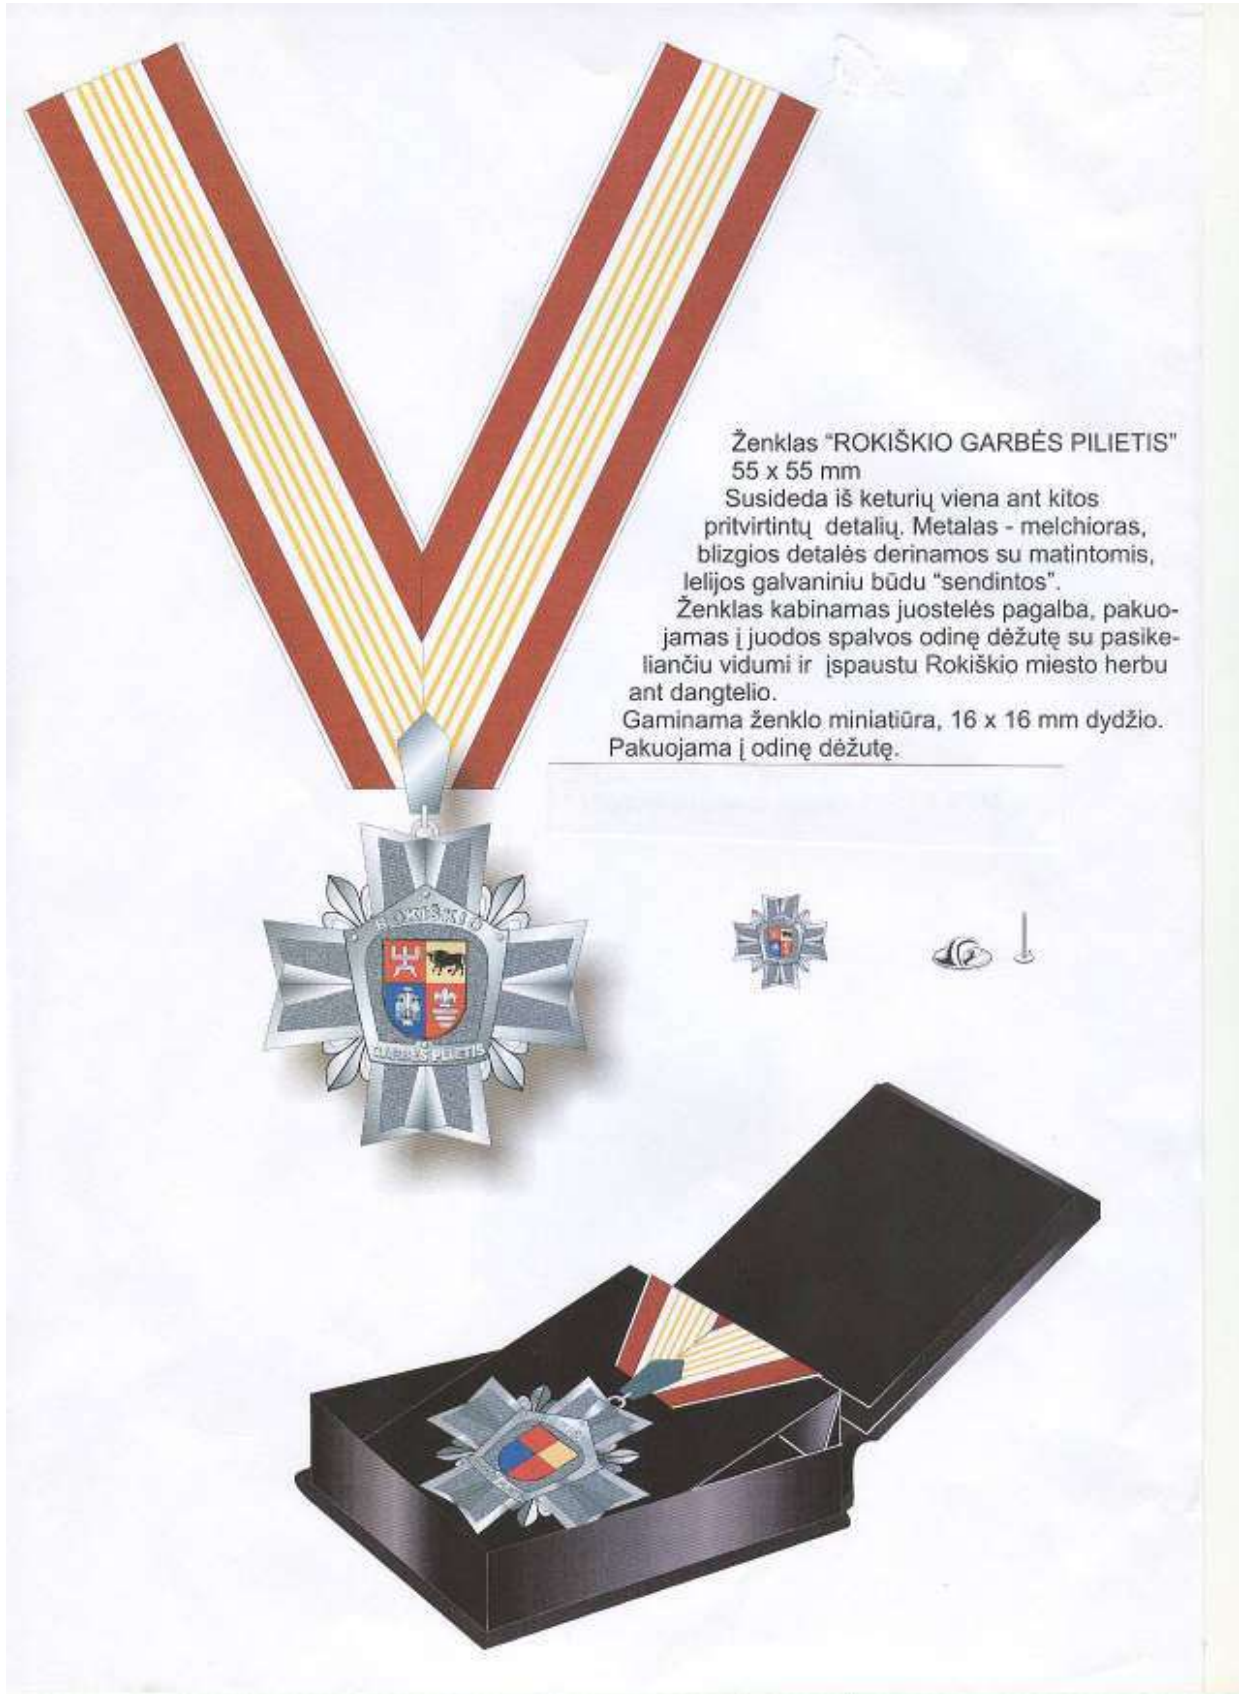 Ženklas “ROKIŠKIO GARBĖS PILIETIS”
55 x 55 mm
Susideda iš keturių viena ant kitos
pritvirtintų detalių. Metalas - melchioras,
blizgios detalės derinamos su matintomis,
lelijos galvaniniu būdu “sendintos”.
Ženklas kabinamas juostelės pagalba, pakuo-
jamas į juodos spalvos odinę dėžutę su pasike-
liančiu vidumi ir įspaustu Rokiškio miesto herbu
ant dangtelio.
Gaminama ženklo miniatiūra, 16 x 16 mm dydžio.
Pakuojama į odinę dėžutę.
ROKIŠKIO
GARBĖS PILIETIS